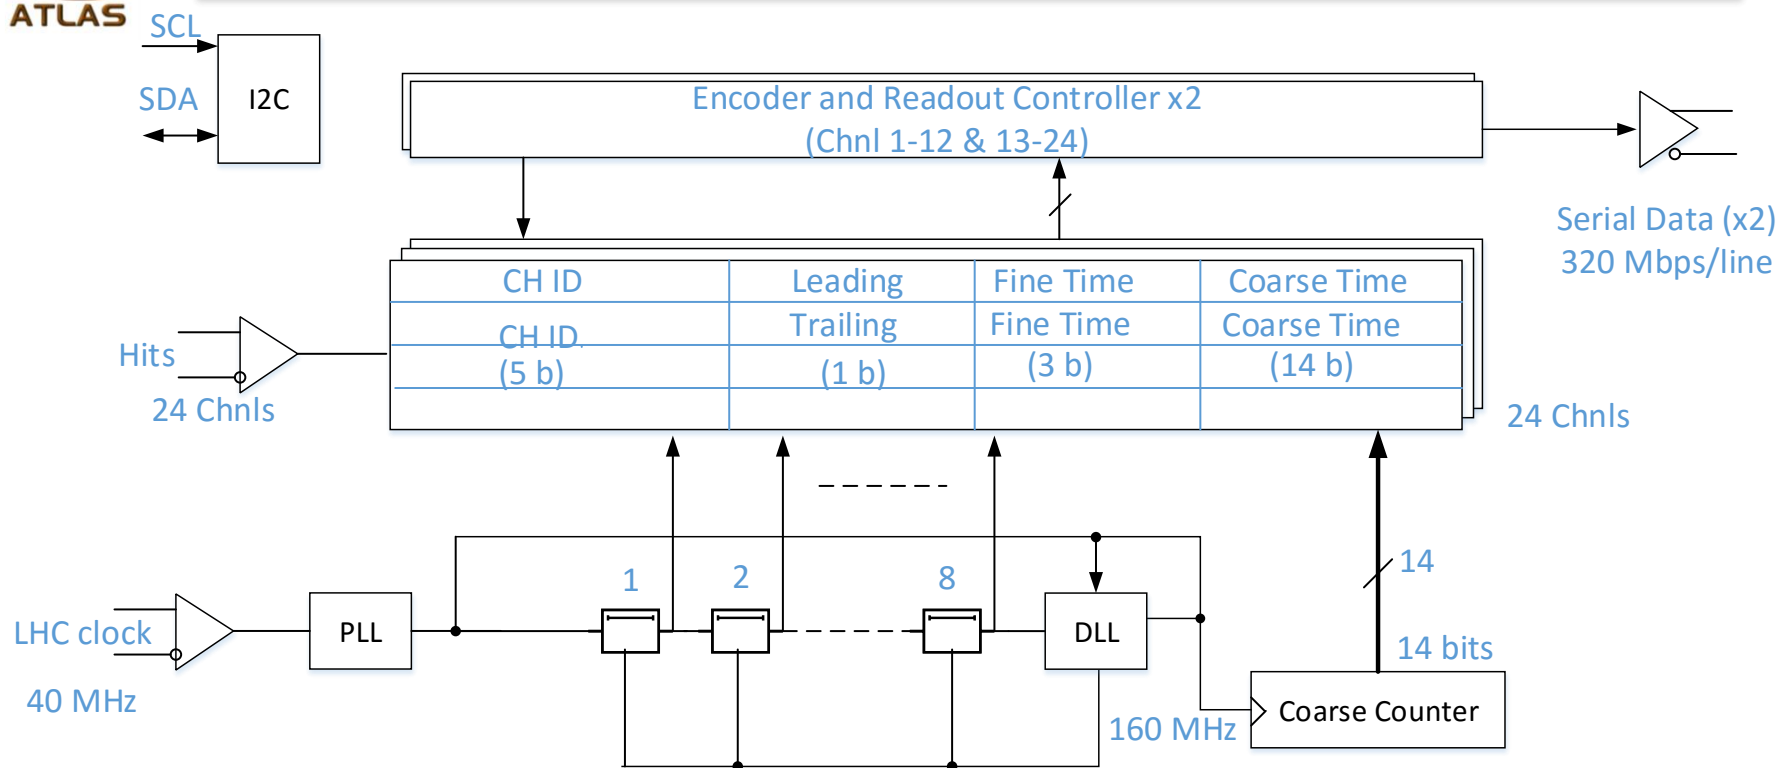 ATLAS
SCL
SDA
I2C
Encoder and Readout Controller x2
(Chnl 1-12 & 13-24)
Serial Data (x2)
320 Mbps/line
CH ID
Leading
Fine Time
Coarse Time
CH ID
Trailing
Fine Time
Coarse Time
(5 b)
(1 b)
(3 b)
(14 b)
Hits
24 Chnls
24 Chnls
1
2
8
14
LHC clock
40 MHz
PLL
DLL
14 bits
160 MHz
Coarse Counter